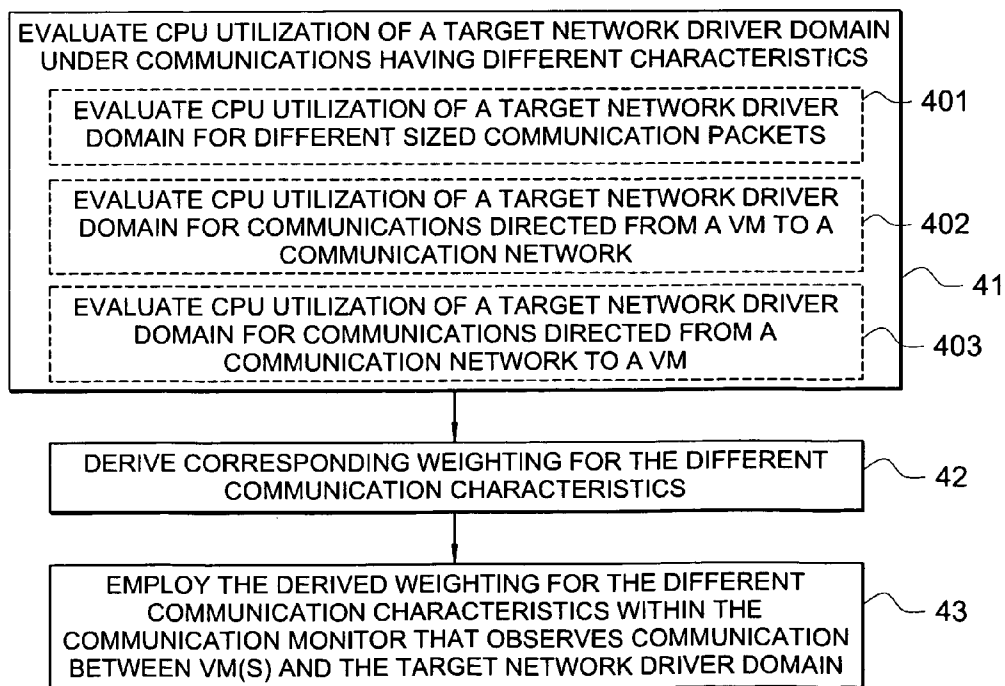 EVALUATE CPU UTILIZATION OF A TARGET NETWORK DRIVER DOMAIN
UNDER COMMUNICATIONS HAVING DIFFERENT CHARACTERISTICS
EVALUATE CPU UTILIZATION OF A TARGET NETWORK DRIVER
DOMAIN FOR DIFFERENT SIZED COMMUNICATION PACKETS
401
EVALUATE CPU UTILIZATION OF A TARGET NETWORK DRIVER
DOMAIN FOR COMMUNICATIONS DIRECTED FROM A VM TO A
COMMUNICATION NETWORK
402
41
EVALUATE CPU UTILIZATION OF A TARGET NETWORK DRIVER
DOMAIN FOR COMMUNICATIONS DIRECTED FROM A
COMMUNICATION NETWORK TO A VM
403
DERIVE CORRESPONDING WEIGHTING FOR THE DIFFERENT
COMMUNICATION CHARACTERISTICS
42
EMPLOY THE DERIVED WEIGHTING FOR THE DIFFERENT
COMMUNICATION CHARACTERISTICS WITHIN THE
COMMUNICATION MONITOR THAT OBSERVES COMMUNICATION
BETWEEN VM(S) AND THE TARGET NETWORK DRIVER DOMAIN
43